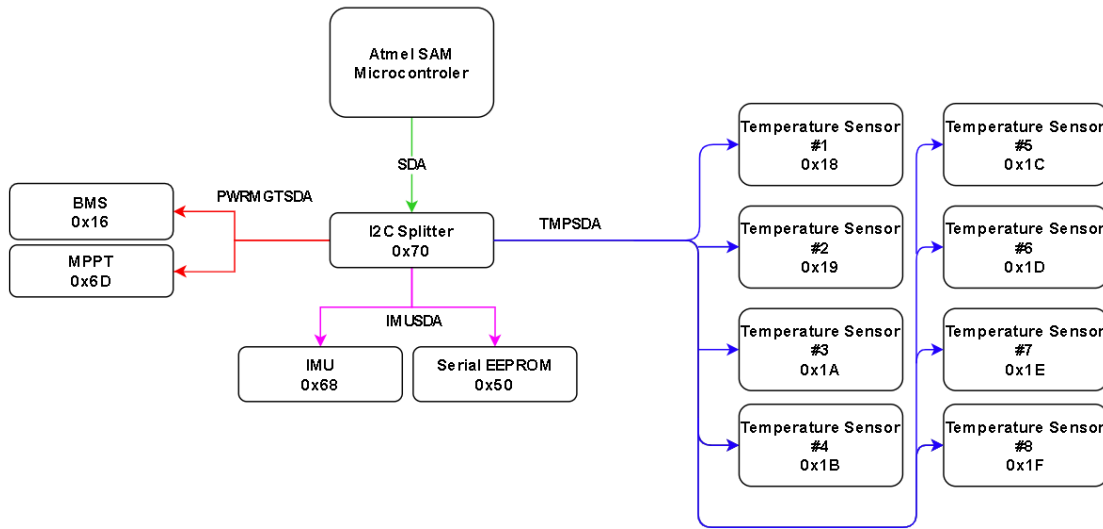 Atmel SAM
Microcontroler
SDA
PWRMGTSDA
BMS
0x16
MPPT
0x6D
I2C Splitter
0x70
TMPSDA
IMUSDA
IMU
0x68
Serial EEPROM
0x50
Temperature Sensor
#1
0x18
Temperature Sensor
#2
0x19
Temperature Sensor
#3
0x1A
Temperature Sensor
#4
0x1B
Temperature Sensor
#5
0x1C
Temperature Sensor
#6
0x1D
Temperature Sensor
#7
0x1E
Temperature Sensor
#8
0x1F